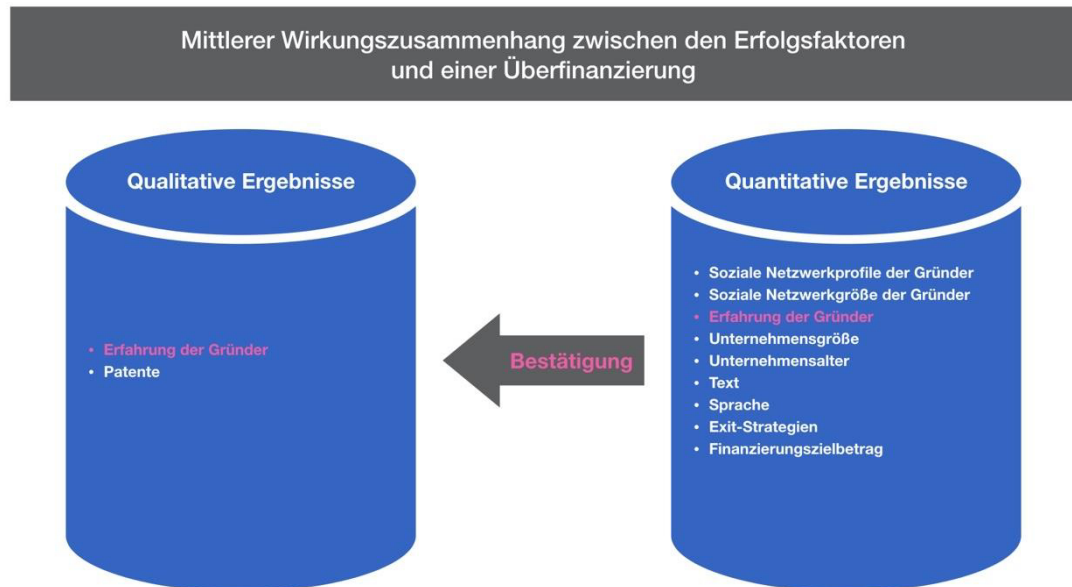 Mittlerer Wirkungszusammenhang zwischen den Erfolgsfaktoren
und einer Überfinanzierung
Qualitative Ergebnisse
• Erfahrung der Gründer
• Patente
Bestätigung
Quantitative Ergebnisse
• Soziale Netzwerkprofile der Gründer
• Soziale Netzwerkgröße der Gründer
• Erfahrung der Gründer
• Unternehmensgröße
• Unternehmensalter
• Text
• Sprache
• Exit-Strategien
• Finanzierungszielbetrag